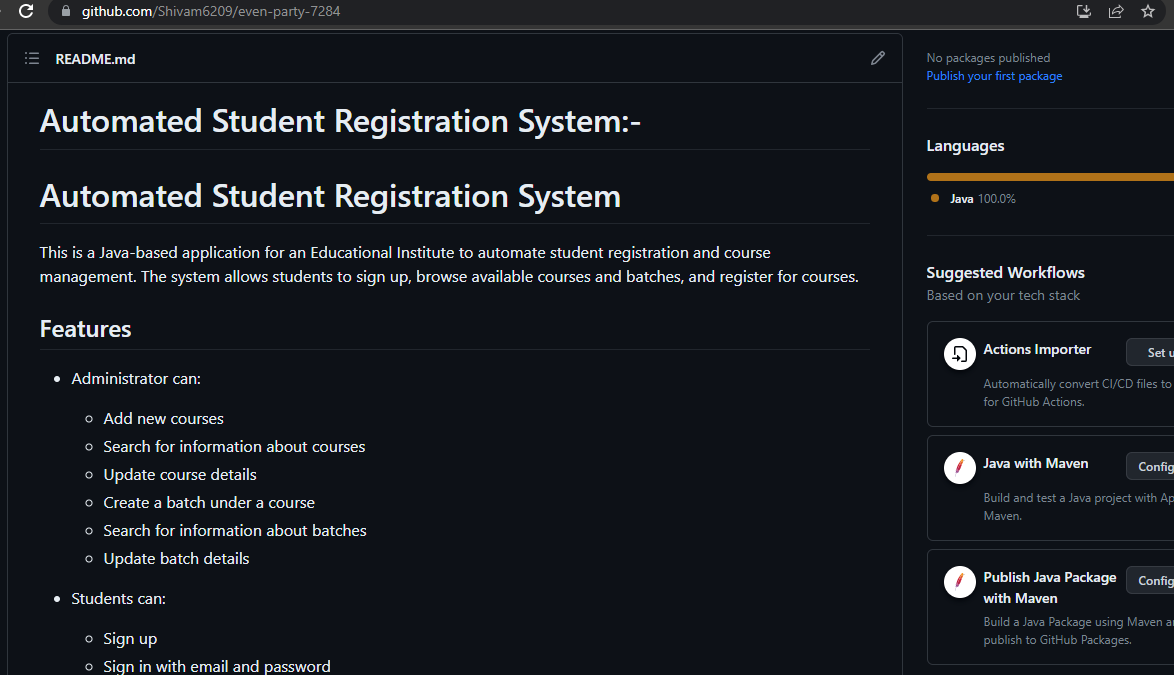 github.com/Shivam6209/even-party-7284
README.md
Automated Student Registration System:-
Automated Student Registration System
This is a Java-based application for an Educational Institute to automate student registration and course
management. The system allows students to sign up, browse available courses and batches, and register for courses.
Features
Administrator can:
Add new courses
Search for information about courses
Update course details
Create a batch under a course
Search for information about batches
Update batch details
Students can:
Sign up
Sign in with email and password
No packages published
Publish your first package
Languages
Java 100.0%
Suggested Workflows
Based on your tech stack
Actions Importer
Set u
Automatically convert CI/CD files to
for GitHub Actions.
Java with Maven
Config
Build and test a Java project with Ap
Maven.
Publish Java Package
with Maven
Config
Build a Java Package using Maven a
publish to GitHub Packages.